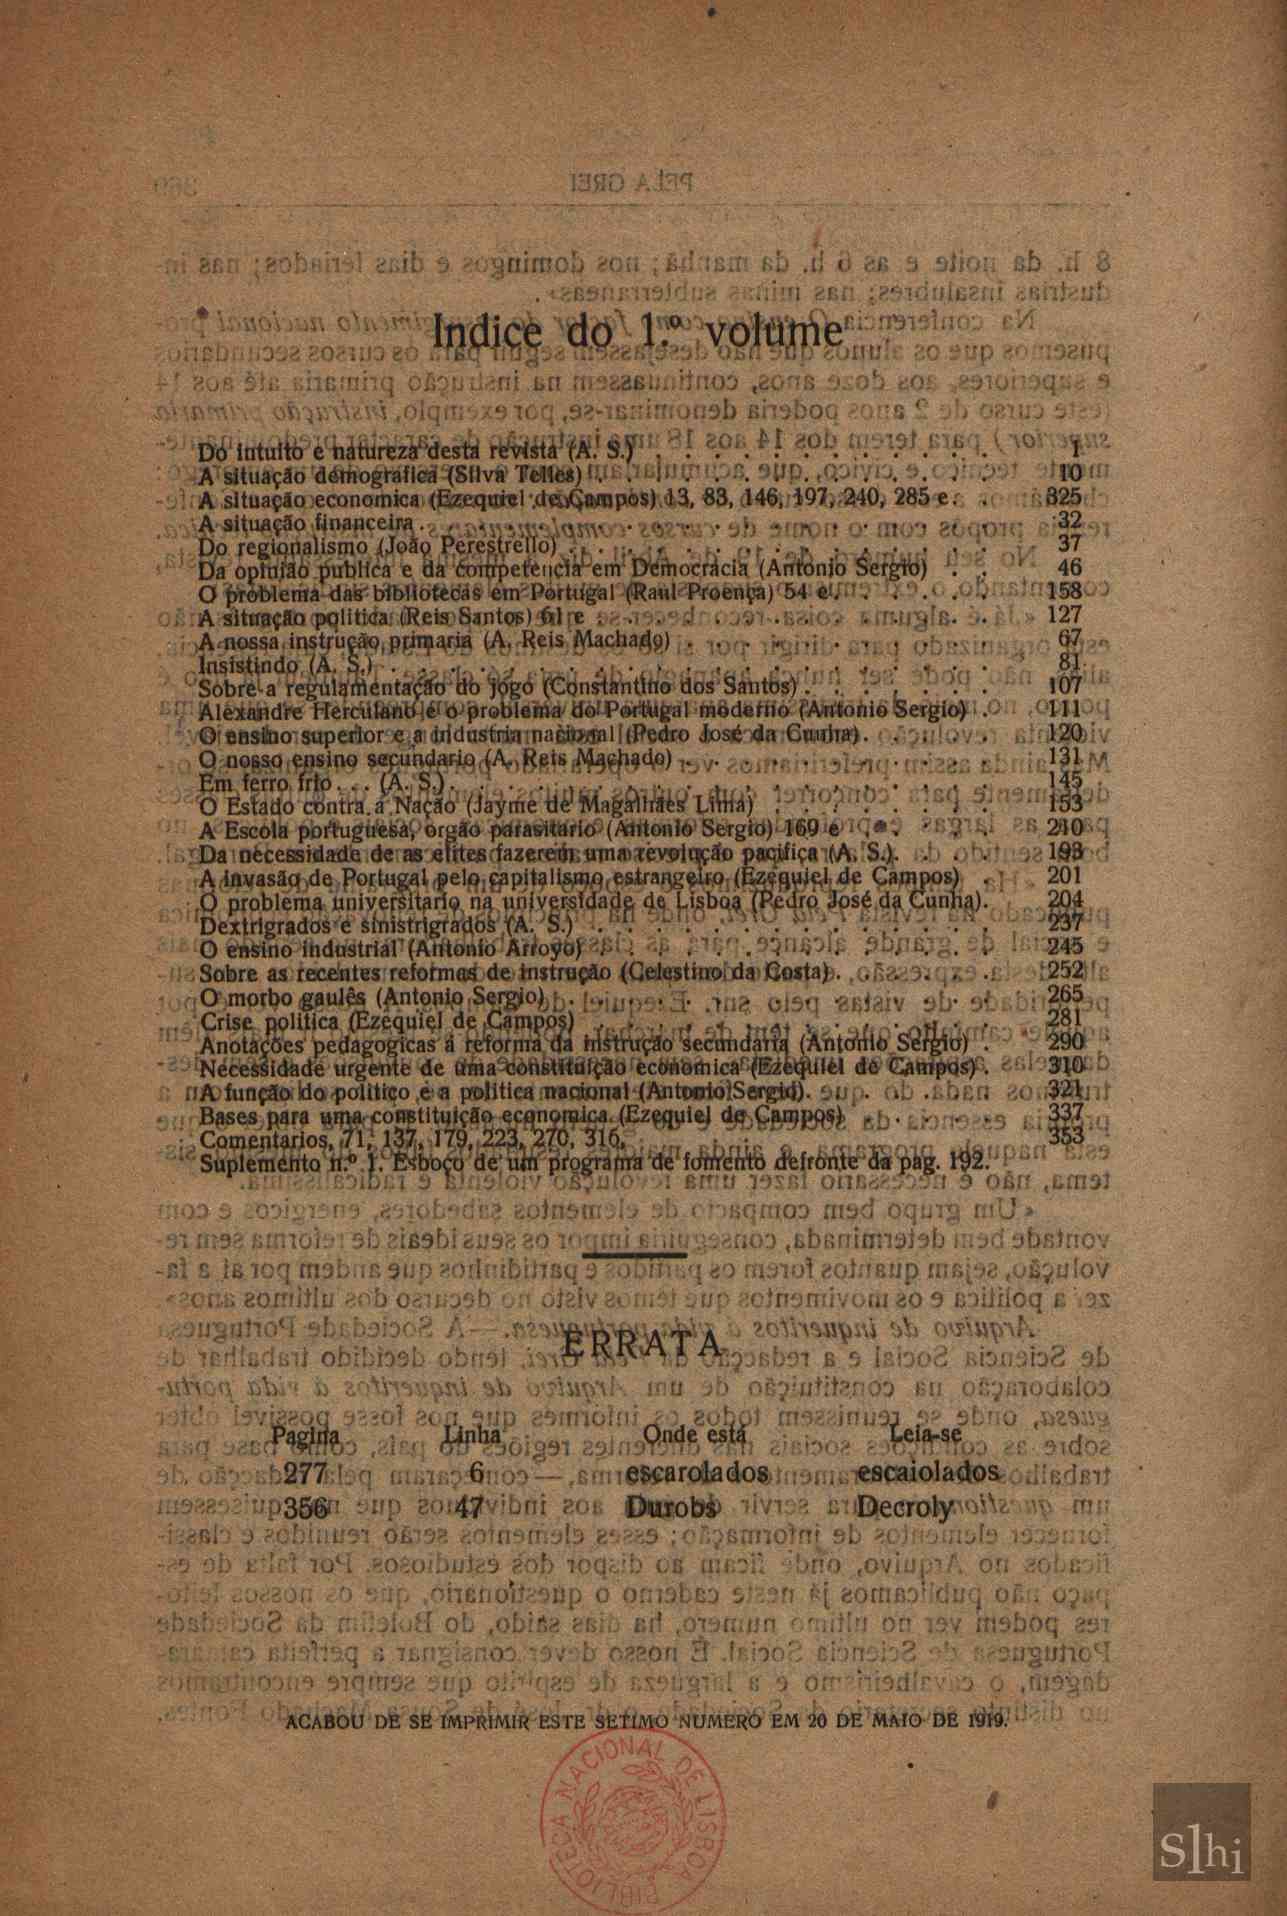 Indice do 1.º volume
Do intuito e natureza desta revista (A. S.) . . . . . . . . . . . . 1
A situação demográfica (Silva Telles) . . . . . . . . . . . . . 10
A situação economica (Ezequiel de Campos) 13, 83, 146, 197, 240, 285 e . . 325
A situação financeira . . . . . . . . . . . . . . . . . . . 32
Do regionalismo (João Perestrello) . . . . . . . . . . . . . . 37
Da opinião publica e da competencia em Democracia (Antonio Sergio) . . 46
O problema das bibliotecas em Portugal (Raul Proença) 54 e . . . . . . 158
A situação politica (Reis Santos) 61 e . . . . . . . . . . . . . 127
A nossa instrução primaria (A. Reis Machado) . . . . . . . . . . 67
Insistindo (A. S.) . . . . . . . . . . . . . . . . . . . . 81
Sobre a regulamentação do jogo (Constantino dos Santos) . . . . . . . 107
Alexandre Herculano e o problema do Portugal moderno (Antonio Sergio) . 111
O ensino superior e a industria nacional (Pedro José da Cunha) . . . . . 120
O nosso ensino secundario (A. Reis Machado) . . . . . . . . . . 131
Em ferro frio . . . (A. S.) . . . . . . . . . . . . . . . . . 145
O Estado contra a Nação (Jayme de Magalhães Lima) . . . . . . . . 153
A Escola portuguesa, orgão parasitario (Antonio Sergio) 169 e . . . . 210
Da necessidade de as elites fazerem uma revolução pacifica (A. S.) . . . . 193
A invasão de Portugal pelo capitalismo estrangeiro (Ezequiel de Campos) . 201
O problema universitario na universidade de Lisboa (Pedro José da Cunha). 204
Dextrigrados e sinistrigrados (A. S.) . . . . . . . . . . . . . . 237
O ensino industrial (Antonio Arroyo) . . . . . . . . . . . . . 245
Sobre as recentes reformas de instrução (Celestino da Costa) . . . . . . 252
O morbo gaulês (Antonio Sergio) . . . . . . . . . . . . . . . 265
Crise politica (Ezequiel de Campos) . . . . . . . . . . . . . . 281
Anotações pedagogicas á reforma da instrução secundaria (Antonio Sergio) . 290
Necessidade urgente de uma constituição economica (Ezequiel de Campos) . 310
A função do politico e a politica nacional (Antonio Sergio) . . . . . . . 321
Bases para uma constituição economica (Ezequiel de Campos) . . . . . 337
Comentarios, 71, 137, 179, 223, 270, 316, 353
Suplemento n.º 1. Esboço de um programa de fomento defronte da pag. 192.
ERRATA
Pagina Linha Onde está Leia-se
277 6 escarolados escaiolados
356 47 Durobs Decroly
ACABOU DE SE IMPRIMIR ESTE SETIMO NUMERO EM 20 DE MAIO DE 1919.
BIBLIOTECA NACIONAL DE LISBOA
Slhi